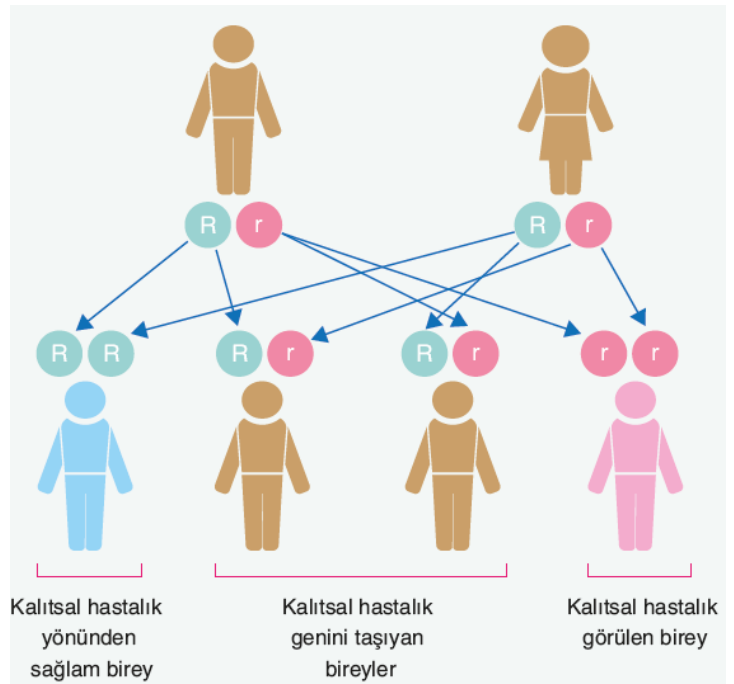 R r R r
R R R r R r r r
Kalıtsal hastalık
yönünden
sağlam birey
Kalıtsal hastalık
genini taşıyan
bireyler
Kalıtsal hastalık
görülen birey